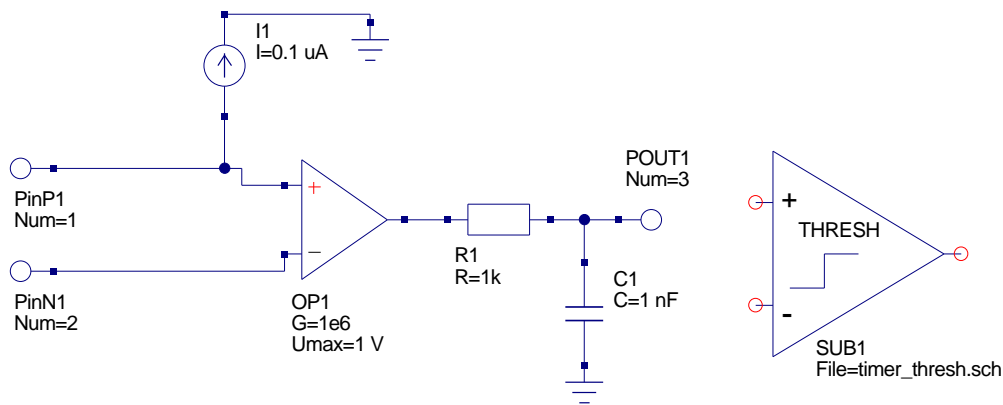 I1
I=0.1 uA
PinP1
Num=1
PinN1
Num=2
+
−
OP1
G=1e6
Umax=1 V
R1
R=1k
POUT1
Num=3
C1
C=1 nF
+
THRESH
-
SUB1
File=timer_thresh.sch